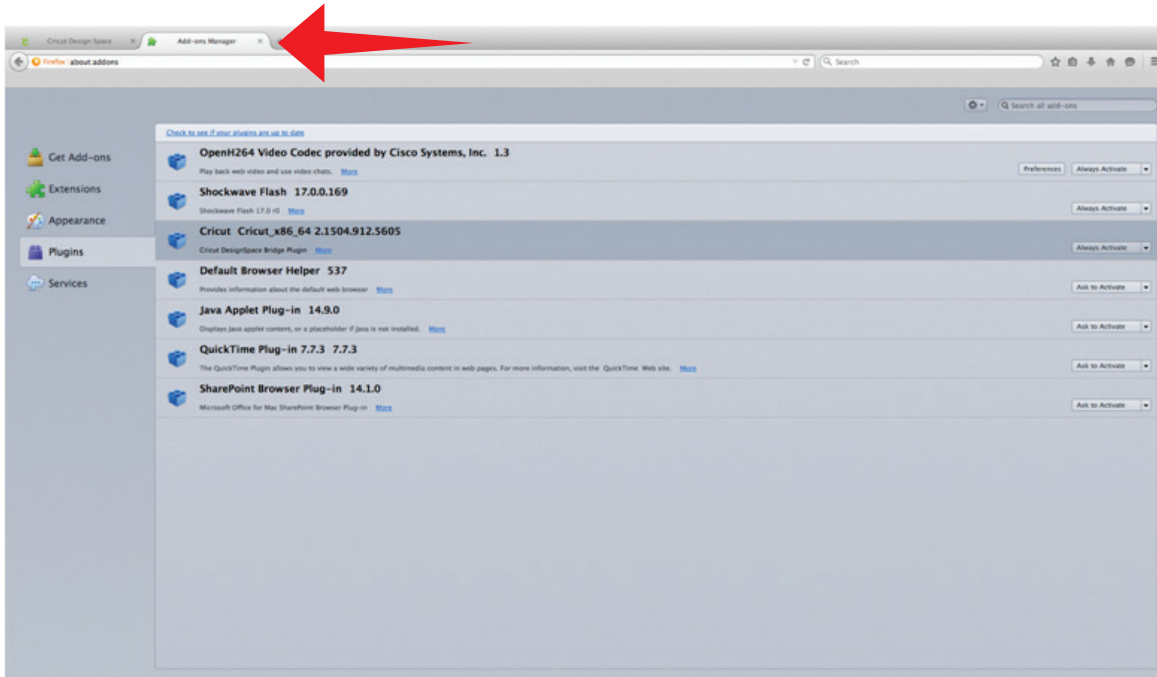 Cricut Design Space
Add-ons Manager
Firefox about:addons
Search
Search all add-ons
Check to see if your plugins are up to date
Get Add-ons
Extensions
Appearance
Plugins
Services
OpenH264 Video Codec provided by Cisco Systems, Inc. 1.3
Play back web video and use video chats. More
Preferences
Always Activate
Shockwave Flash 17.0.0.169
Shockwave Flash 17.0 r0 More
Always Activate
Cricut Cricut_x86_64 2.1504.912.5605
Cricut DesignSpace Bridge Plugin More
Always Activate
Default Browser Helper 537
Provides information about the default web browser More
Ask to Activate
Java Applet Plug-in 14.9.0
Displays Java applet content, or a placeholder if Java is not installed. More
Ask to Activate
QuickTime Plug-in 7.7.3 7.7.3
The QuickTime Plugin allows you to view a wide variety of multimedia content in web pages. For more information, visit the QuickTime Web site. More
Ask to Activate
SharePoint Browser Plug-in 14.1.0
Microsoft Office for Mac SharePoint Browser Plug-in More
Ask to Activate